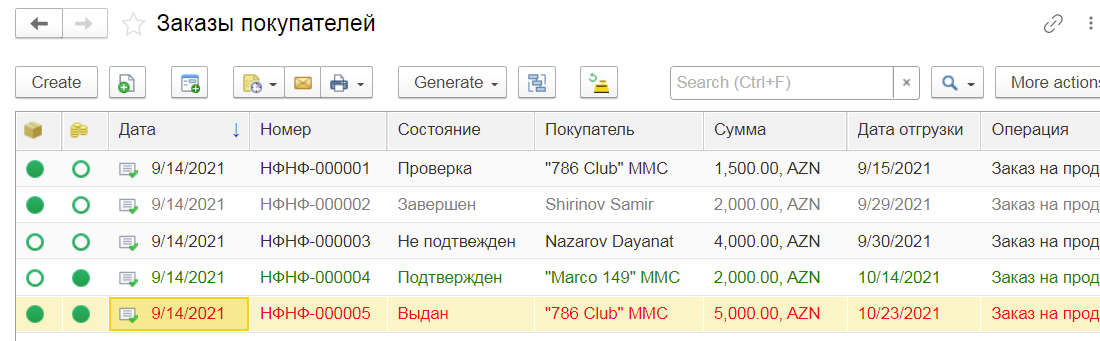 Заказы покупателей
Create Generate Search (Ctrl+F) × More actions
Дата ↓ Номер Состояние Покупатель Сумма Дата отгрузки Операция
9/14/2021 НФНФ-000001 Проверка "786 Club" MMC 1,500.00, AZN 9/15/2021 Заказ на прод
9/14/2021 НФНФ-000002 Завершен Shirinov Samir 2,000.00, AZN 9/29/2021 Заказ на прод
9/14/2021 НФНФ-000003 Не подтвежден Nazarov Dayanat 4,000.00, AZN 9/30/2021 Заказ на прод
9/14/2021 НФНФ-000004 Подтвержден "Marco 149" MMC 2,000.00, AZN 10/14/2021 Заказ на прод
9/14/2021 НФНФ-000005 Выдан "786 Club" MMC 5,000.00, AZN 10/23/2021 Заказ на прод